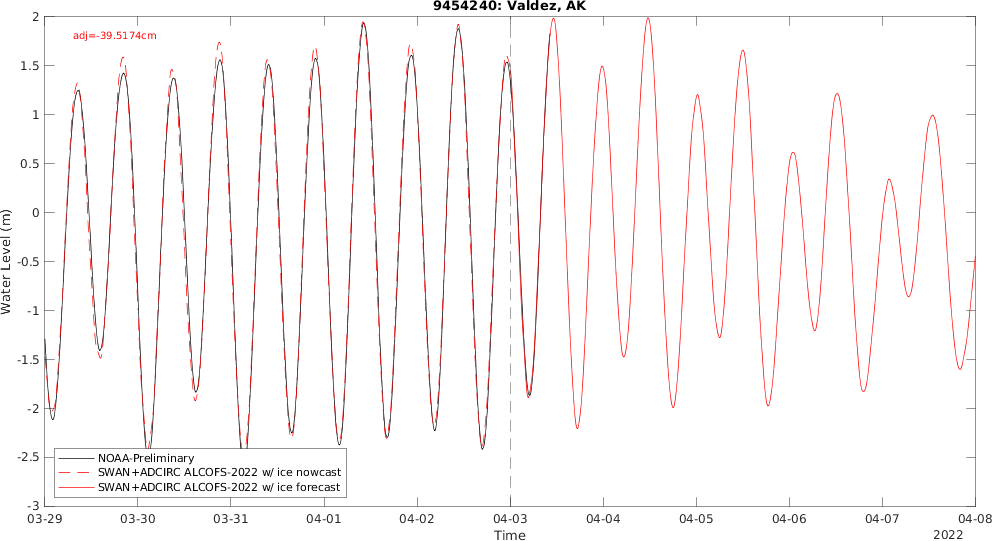 9454240: Valdez, AK
adj=-39.5174cm
2
1.5
1
0.5
0
-0.5
-1
-1.5
-2
-2.5
-3
Water Level (m)
NOAA-Preliminary
SWAN+ADCIRC ALCOFS-2022 w/ ice nowcast
SWAN+ADCIRC ALCOFS-2022 w/ ice forecast
03-29 03-30 03-31 04-01 04-02 04-03 04-04 04-05 04-06 04-07 04-08
Time
2022